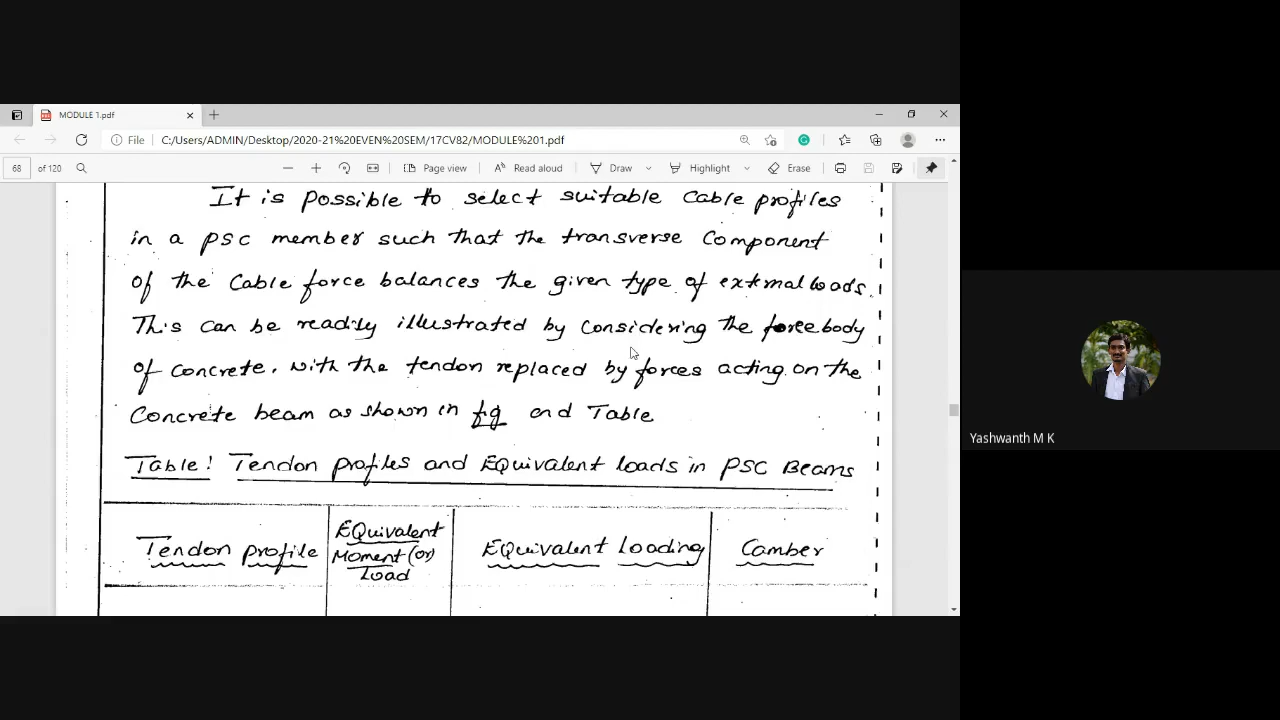 MODULE 1.pdf
File C:/Users/ADMIN/Desktop/2020-21%20EVEN%20SEM/17CV82/MODULE%201.pdf
68 of 120 Page view Read aloud Draw Highlight Erase
It is possible to select suitable Cable profiles
in a PSC member such that the transverse Component
of the Cable force balances the given type of external loads.
This can be readily illustrated by Considering the forcebody
of Concrete. with the tendon replaced by forces acting on the
Concrete beam as shown in fig and Table
Table: Tendon profiles and Equivalent loads in PSC Beams
Tendon profile
Equivalent
Moment (or)
Load
Equivalent Loading
Camber
Yashwanth M K